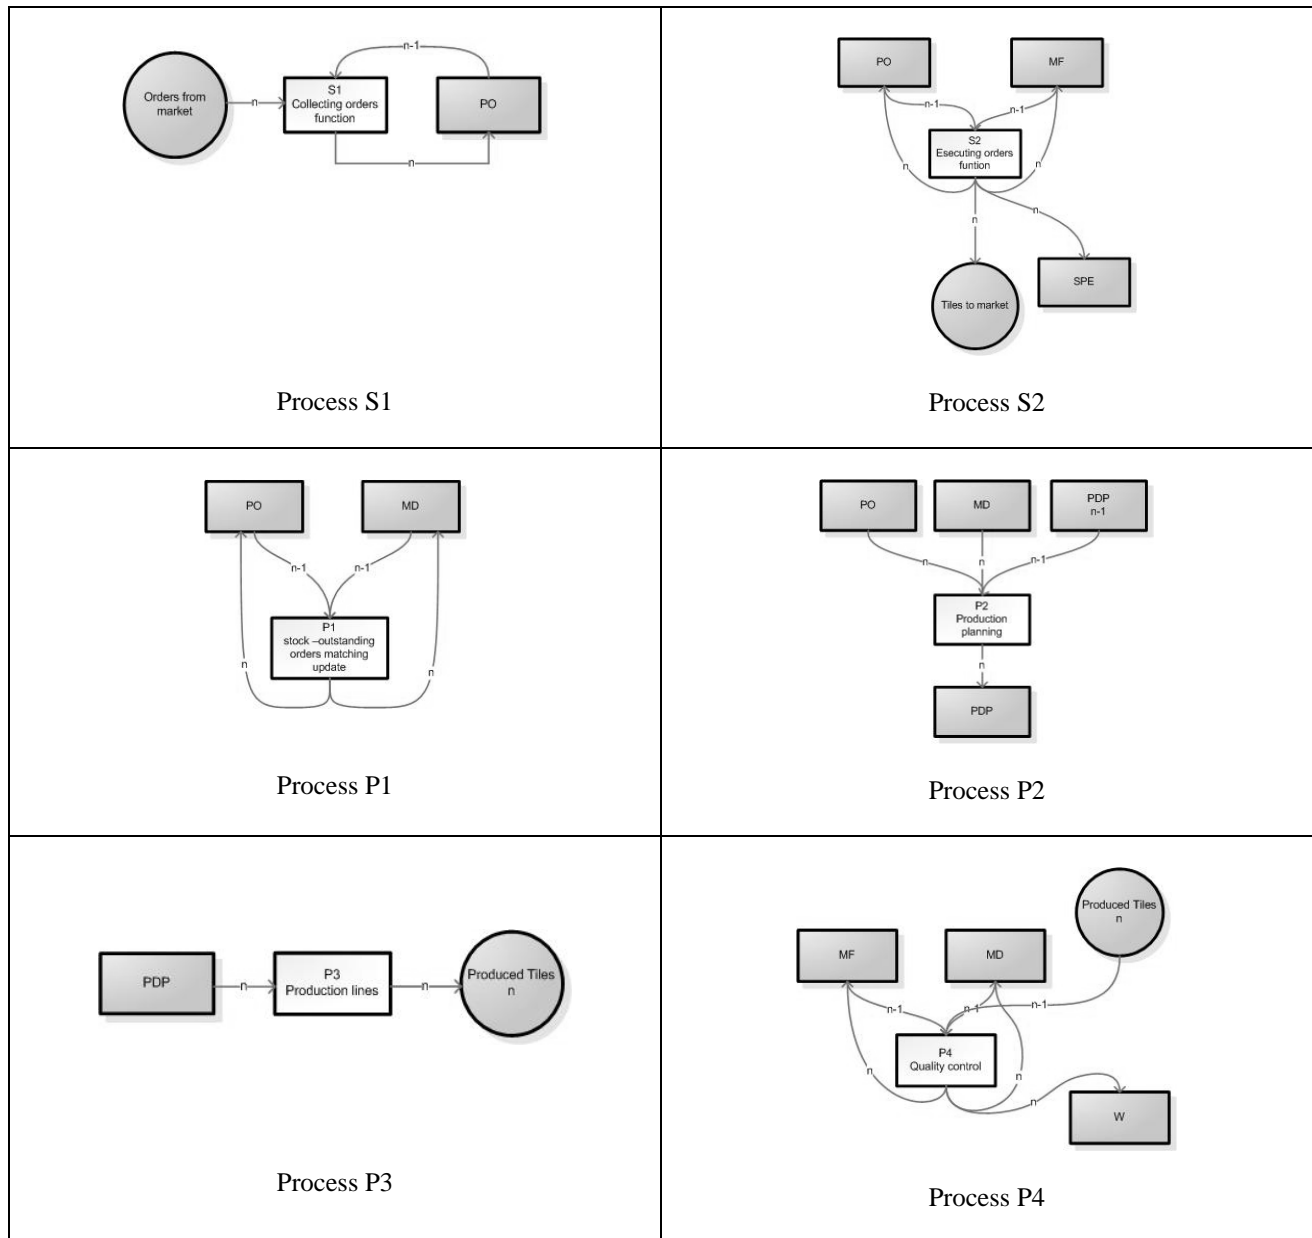 n-1
Orders from
market
n
S1
Collecting orders
function
PO
n
Process S1
PO
MF
n-1
n-1
S2
Esecuting orders
funtion
n
n
n
n
Tiles to market
SPE
Process S2
PO
MD
n-1
n-1
P1
stock –outstanding
orders matching
update
n
n
Process P1
PO
MD
PDP
n-1
n
n
n-1
P2
Production
planning
n
PDP
Process P2
PDP
n
P3
Production lines
n
Produced Tiles
n
Process P3
Produced Tiles
n
MF
MD
n-1
n-1
n-1
P4
Quality control
n
n
n
W
Process P4